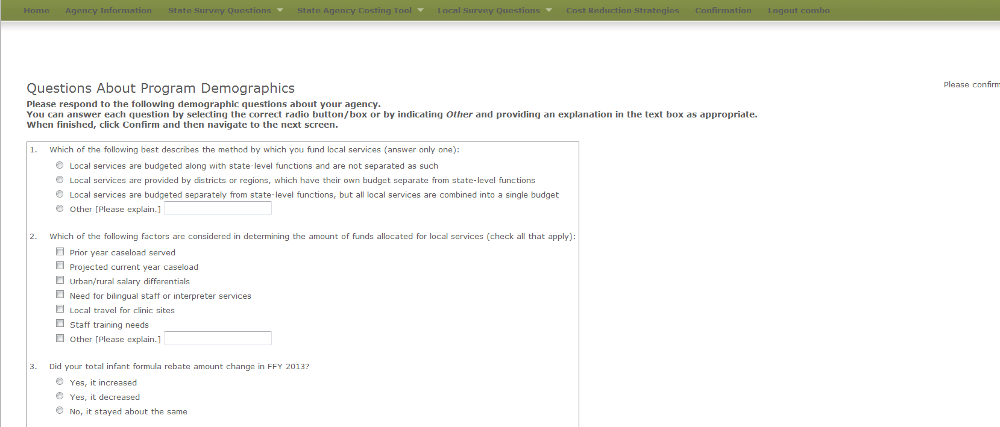 Home Agency Information State Survey Questions State Agency Costing Tool Local Survey Questions Cost Reduction Strategies Confirmation Logout combo
Questions About Program Demographics
Please confirm
Please respond to the following demographic questions about your agency.
You can answer each question by selecting the correct radio button/box or by indicating Other and providing an explanation in the text box as appropriate.
When finished, click Confirm and then navigate to the next screen.
1. Which of the following best describes the method by which you fund local services (answer only one):
Local services are budgeted along with state-level functions and are not separated as such
Local services are provided by districts or regions, which have their own budget separate from state-level functions
Local services are budgeted separately from state-level functions, but all local services are combined into a single budget
Other [Please explain.]
2. Which of the following factors are considered in determining the amount of funds allocated for local services (check all that apply):
Prior year caseload served
Projected current year caseload
Urban/rural salary differentials
Need for bilingual staff or interpreter services
Local travel for clinic sites
Staff training needs
Other [Please explain.]
3. Did your total infant formula rebate amount change in FFY 2013?
Yes, it increased
Yes, it decreased
No, it stayed about the same